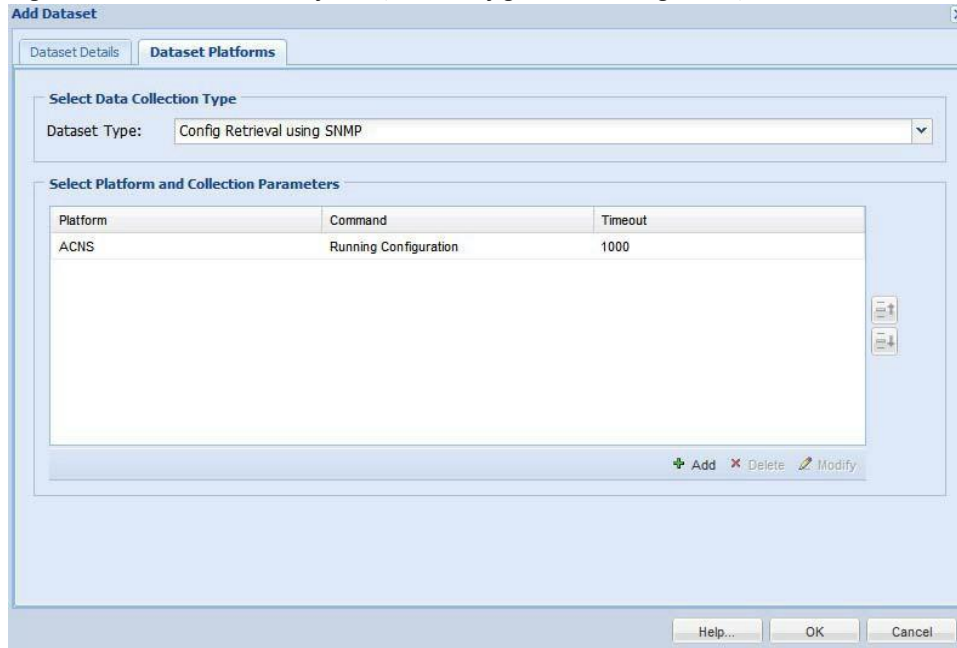 Add Dataset
Dataset Details Dataset Platforms
Select Data Collection Type
Dataset Type: Config Retrieval using SNMP
Select Platform and Collection Parameters
Platform Command Timeout
ACNS Running Configuration 1000
Add Delete Modify
Help... OK Cancel